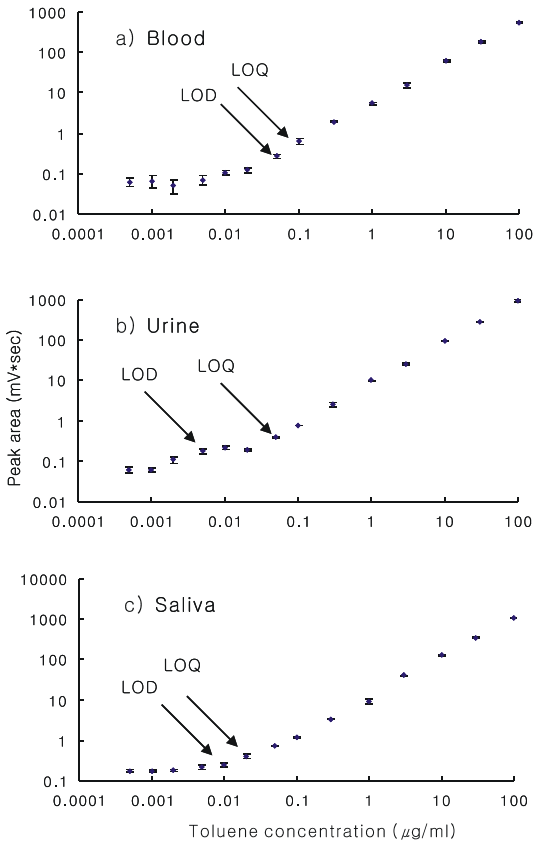 1000
a) Blood
100
LOQ
10
LOD
1
0.1
0.01
0.0001 0.001 0.01 0.1 1 10 100
1000
b) Urine
100
LOD LOQ
10
1
0.1
0.01
0.0001 0.001 0.01 0.1 1 10 100
Peak area (mV*sec)
10000
c) Saliva
1000
100
LOQ
LOD
10
1
0.1
0.0001 0.001 0.01 0.1 1 10 100
Toluene concentration (μg/ml)